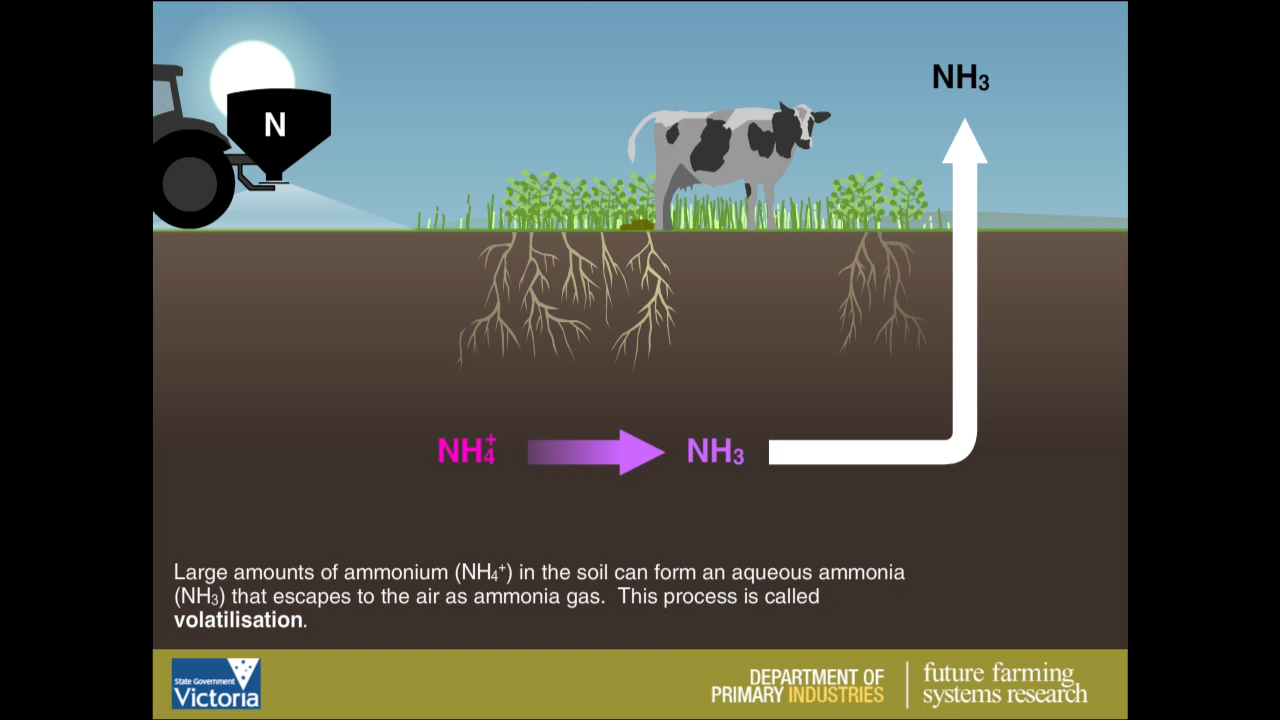 NH₃
N
NH₄⁺
NH₃
Large amounts of ammonium (NH₄⁺) in the soil can form an aqueous ammonia
(NH₃) that escapes to the air as ammonia gas.  This process is called
volatilisation.
State Government
Victoria
DEPARTMENT OF
PRIMARY INDUSTRIES
future farming
systems research